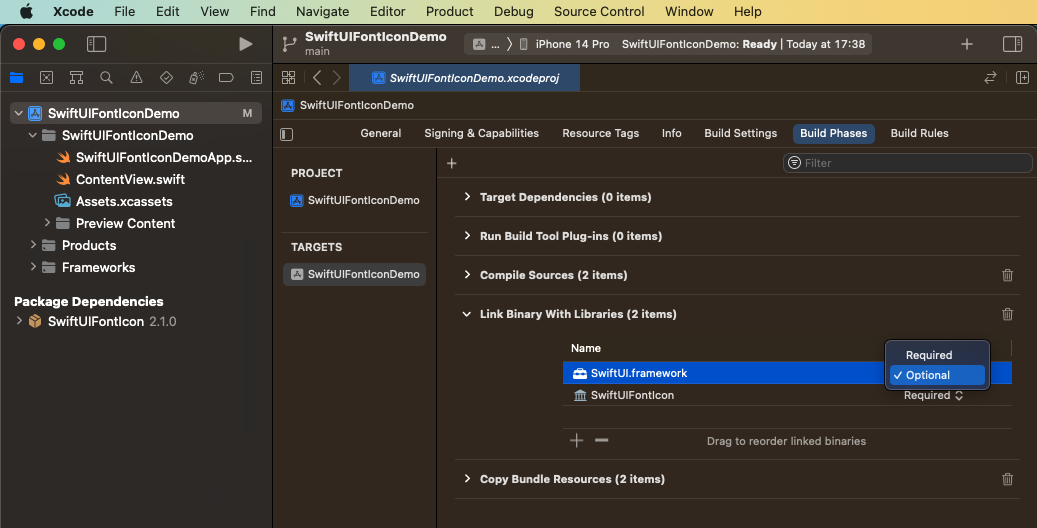 Xcode File Edit View Find Navigate Editor Product Debug Source Control Window Help
SwiftUIFontIconDemo
main
... iPhone 14 Pro SwiftUIFontIconDemo: Ready | Today at 17:38
SwiftUIFontIconDemo.xcodeproj
SwiftUIFontIconDemo M
SwiftUIFontIconDemo
SwiftUIFontIconDemoApp.s...
ContentView.swift
Assets.xcassets
Preview Content
Products
Frameworks
Package Dependencies
SwiftUIFontIcon 2.1.0
SwiftUIFontIconDemo
General Signing & Capabilities Resource Tags Info Build Settings Build Phases Build Rules
PROJECT
SwiftUIFontIconDemo
TARGETS
SwiftUIFontIconDemo
Filter
Target Dependencies (0 items)
Run Build Tool Plug-ins (0 items)
Compile Sources (2 items)
Link Binary With Libraries (2 items)
Name
Required
SwiftUI.framework Optional
SwiftUIFontIcon Required
Drag to reorder linked binaries
Copy Bundle Resources (2 items)